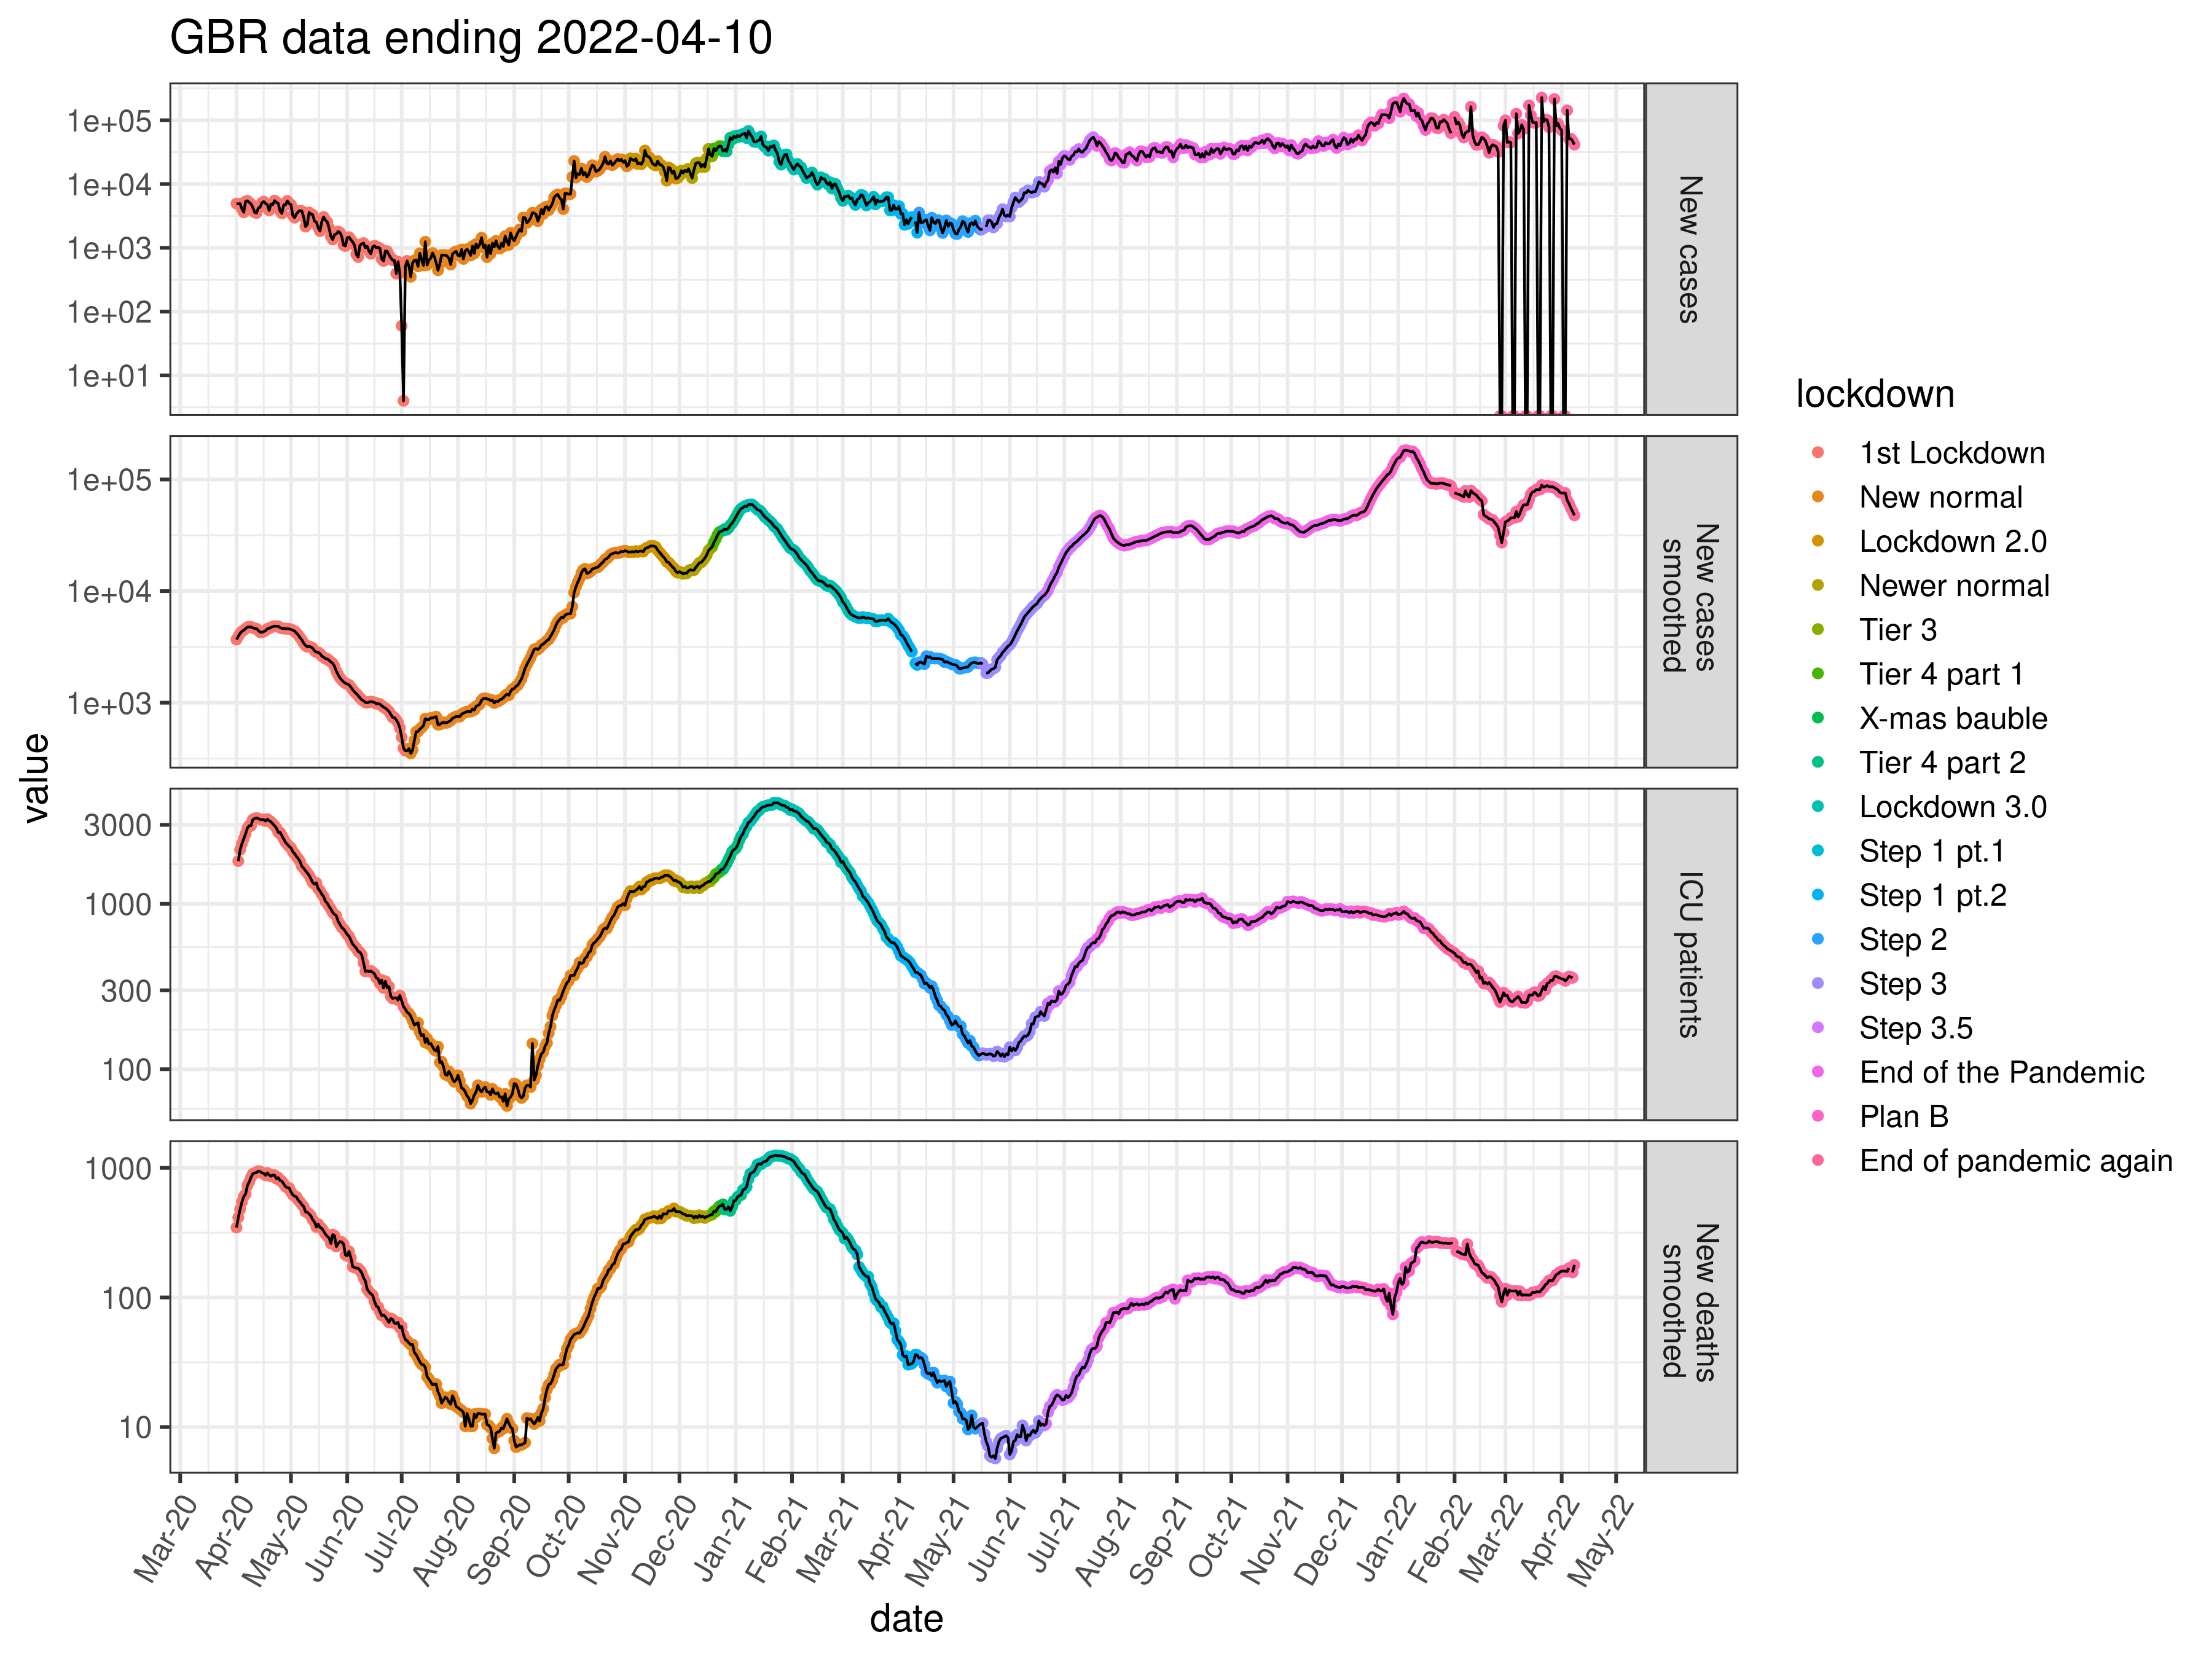 GBR data ending 2022-04-10
value
1e+05
1e+04
1e+03
1e+02
1e+01
New cases
1e+05
1e+04
1e+03
New cases
smoothed
3000
1000
300
100
ICU patients
1000
100
10
New deaths
smoothed
Mar-20
Apr-20
May-20
Jun-20
Jul-20
Aug-20
Sep-20
Oct-20
Nov-20
Dec-20
Jan-21
Feb-21
Mar-21
Apr-21
May-21
Jun-21
Jul-21
Aug-21
Sep-21
Oct-21
Nov-21
Dec-21
Jan-22
Feb-22
Mar-22
Apr-22
May-22
date
lockdown
1st Lockdown
New normal
Lockdown 2.0
Newer normal
Tier 3
Tier 4 part 1
X-mas bauble
Tier 4 part 2
Lockdown 3.0
Step 1 pt.1
Step 1 pt.2
Step 2
Step 3
Step 3.5
End of the Pandemic
Plan B
End of pandemic again